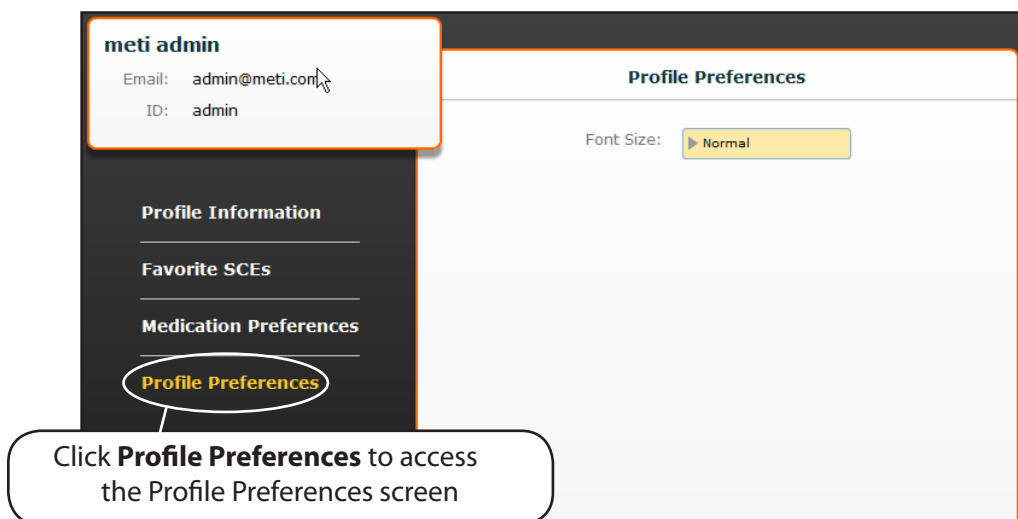 meti admin
Email: admin@meti.com
ID: admin
Profile Preferences
Font Size: Normal
Profile Information
Favorite SCEs
Medication Preferences
Profile Preferences
Click Profile Preferences to access
the Profile Preferences screen